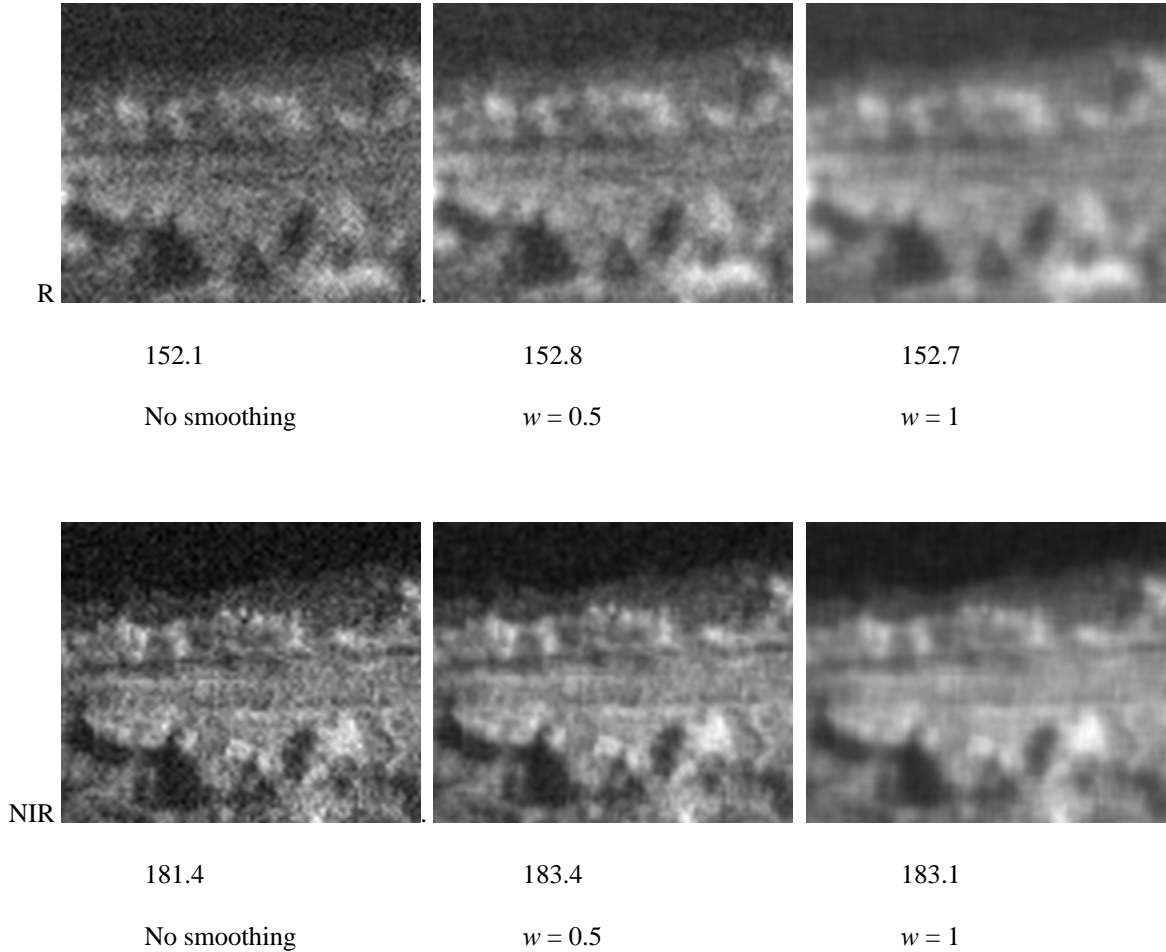 R .
152.1 152.8 152.7
No smoothing w = 0.5 w = 1
NIR .
181.4 183.4 183.1
No smoothing w = 0.5 w = 1